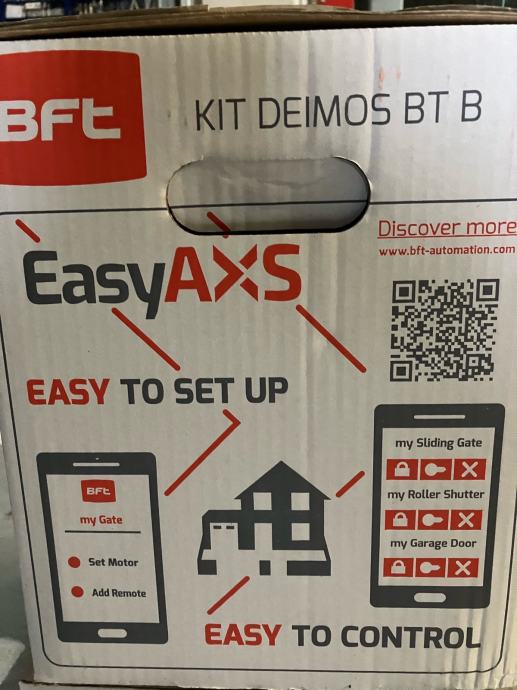 BFt
KIT DEIMOS BT B
Discover more
www.bft-automation.com
EasyAXS
EASY TO SET UP
BFt
my Gate
Set Motor
Add Remote
my Sliding Gate
my Roller Shutter
my Garage Door
EASY TO CONTROL